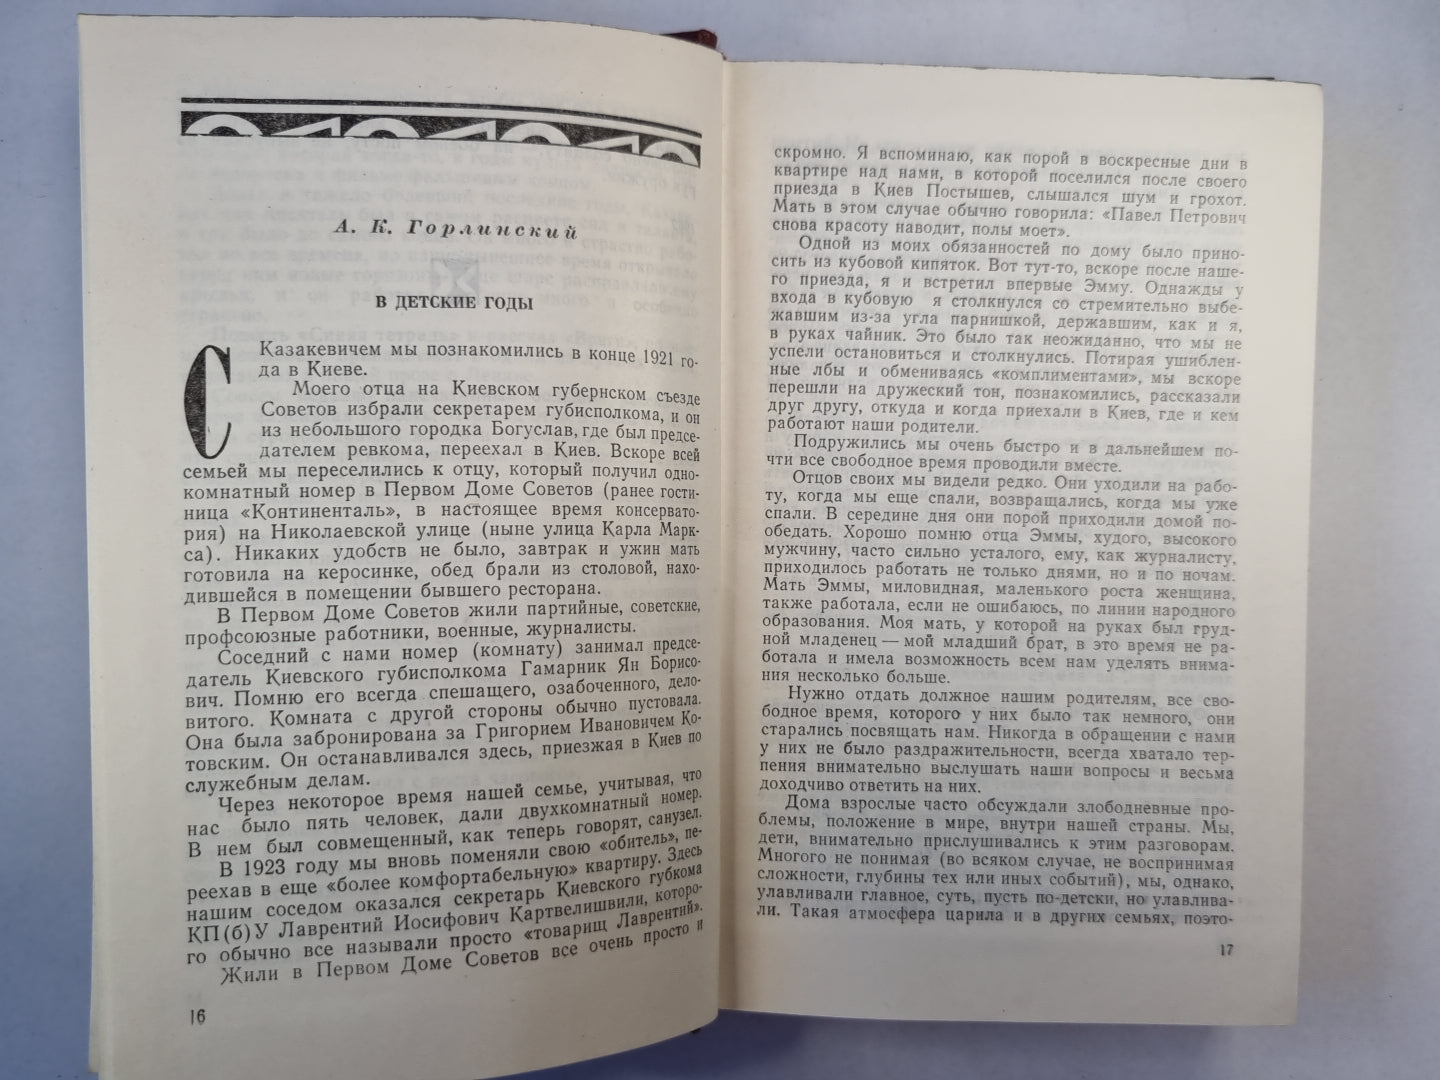 А. К. Горлинский
В ДЕТСКИЕ ГОДЫ
С Казакевичем мы познакомились в конце 1921 го-
да в Киеве.
Моего отца на Киевском губернском съезде
Советов избрали секретарем губисполкома, и он
из небольшого городка Богуслав, где был предсе-
дателем ревкома, переехал в Киев. Вскоре всей
семьей мы переселились к отцу, который получил одно-
комнатный номер в Первом Доме Советов (ранее гости-
ница «Континенталь», в настоящее время консервато-
рия) на Николаевской улице (ныне улица Карла Марк-
са). Никаких удобств не было, завтрак и ужин мать
готовила на керосинке, обед брали из столовой, нахо-
дившейся в помещении бывшего ресторана.
В Первом Доме Советов жили партийные, советские,
профсоюзные работники, военные, журналисты.
Соседний с нами номер (комнату) занимал предсе-
датель Киевского губисполкома Гамарник Ян Борисо-
вич. Помню его всегда спешащего, озабоченного, дело-
витого. Комната с другой стороны обычно пустовала.
Она была забронирована за Григорием Ивановичем Ко-
товским. Он останавливался здесь, приезжая в Киев по
служебным делам.
Через некоторое время нашей семье, учитывая, что
нас было пять человек, дали двухкомнатный номер.
В нем был совмещенный, как теперь говорят, санузел.
В 1923 году мы вновь поменяли свою «обитель», пе-
реехав в еще «более комфортабельную» квартиру. Здесь
нашим соседом оказался секретарь Киевского губкома
КП(б)У Лаврентий Иосифович Картвелишвили, которо-
го обычно все называли просто «товарищ Лаврентий».
Жили в Первом Доме Советов все очень просто и
16
скромно. Я вспоминаю, как порой в воскресные дни в
квартире над нами, в которой поселился после своего
приезда в Киев Постышев, слышался шум и грохот.
Мать в этом случае обычно говорила: «Павел Петрович
снова красоту наводит, полы моет».
Одной из моих обязанностей по дому было прино-
сить из кубовой кипяток. Вот тут-то, вскоре после наше-
го приезда, я и встретил впервые Эмму. Однажды у
входа в кубовую я столкнулся со стремительно выбе-
жавшим из-за угла парнишкой, державшим, как и я,
в руках чайник. Это было так неожиданно, что мы не
успели остановиться и столкнулись. Потирая ушиблен-
ные лбы и обмениваясь «комплиментами», мы вскоре
перешли на дружеский тон, познакомились, рассказали
друг другу, откуда и когда приехали в Киев, где и кем
работают наши родители.
Подружились мы очень быстро и в дальнейшем по-
чти все свободное время проводили вместе.
Отцов своих мы видели редко. Они уходили на рабо-
ту, когда мы еще спали, возвращались, когда мы уже
спали. В середине дня они порой приходили домой по-
обедать. Хорошо помню отца Эммы, худого, высокого
мужчину, часто сильно усталого, ему, как журналисту,
приходилось работать не только днями, но и по ночам.
Мать Эммы, миловидная, маленького роста женщина,
также работала, если не ошибаюсь, по линии народного
образования. Моя мать, у которой на руках был груд-
ной младенец — мой младший брат, в это время не ра-
ботала и имела возможность всем нам уделять внима-
ния несколько больше.
Нужно отдать должное нашим родителям, все сво-
бодное время, которого у них было так немного, они
старались посвящать нам. Никогда в обращении с нами
у них не было раздражительности, всегда хватало тер-
пения внимательно выслушать наши вопросы и весьма
доходчиво ответить на них.
Дома взрослые часто обсуждали злободневные про-
блемы, положение в мире, внутри нашей страны. Мы,
дети, внимательно прислушивались к этим разговорам.
Многого не понимая (во всяком случае, не воспринимая
сложности, глубины тех или иных событий), мы, однако,
улавливали главное, суть, пусть по-детски, но улавлива-
ли. Такая атмосфера царила и в других семьях, поэто-
17